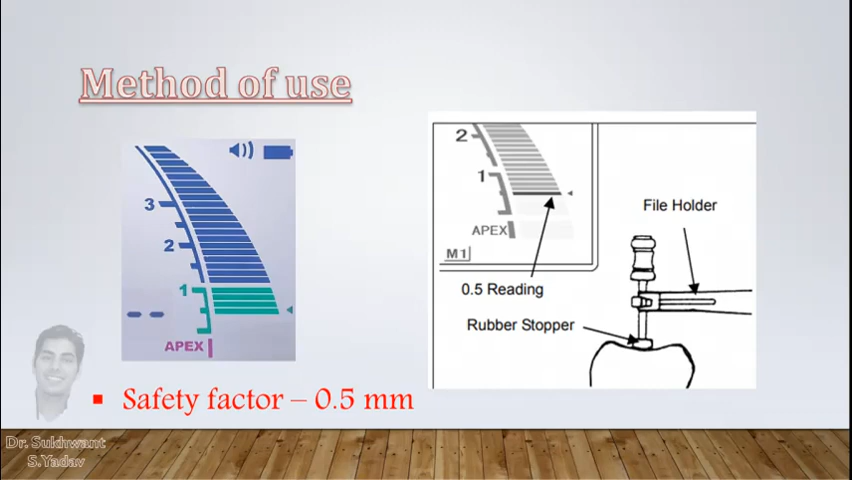 Method of use
3
2
1
APEX
2
1
APEX
M1
0.5 Reading
File Holder
Rubber Stopper
▪ Safety factor – 0.5 mm
Dr. Sukhwant
S.Yadav